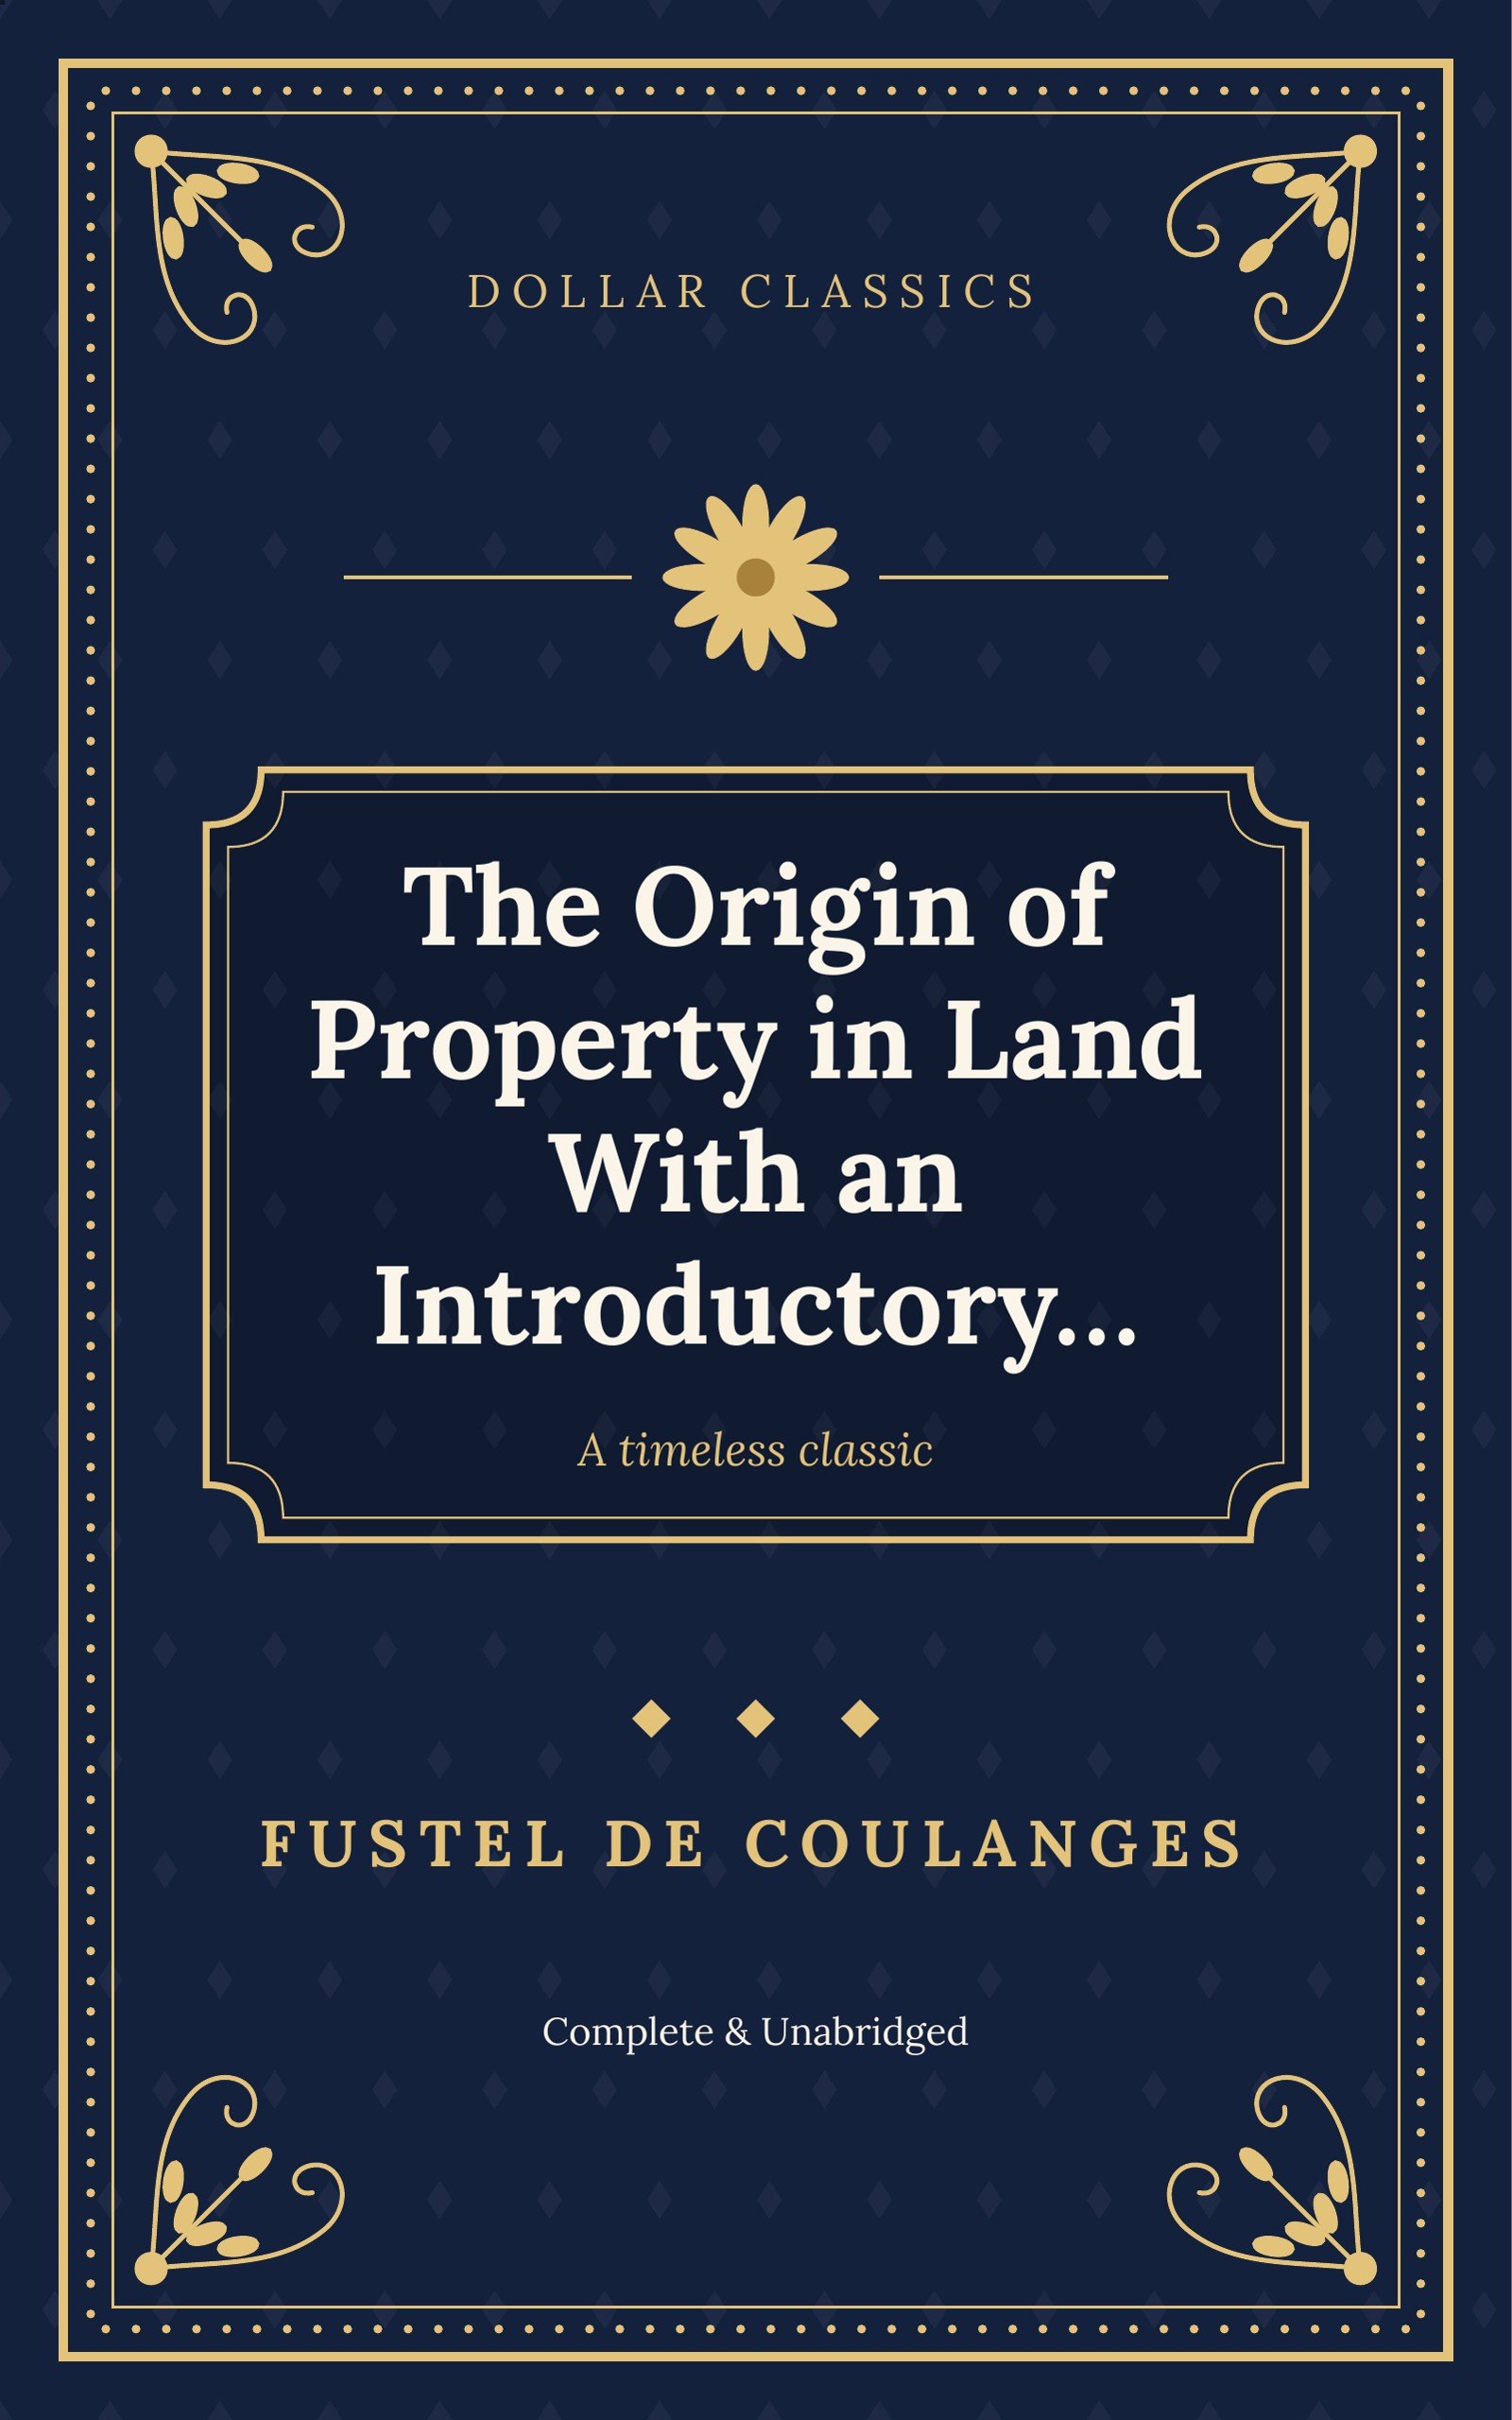 DOLLAR CLASSICS
The Origin of
Property in Land
With an
Introductory...
A timeless classic
FUSTEL DE COULANGES
Complete & Unabridged